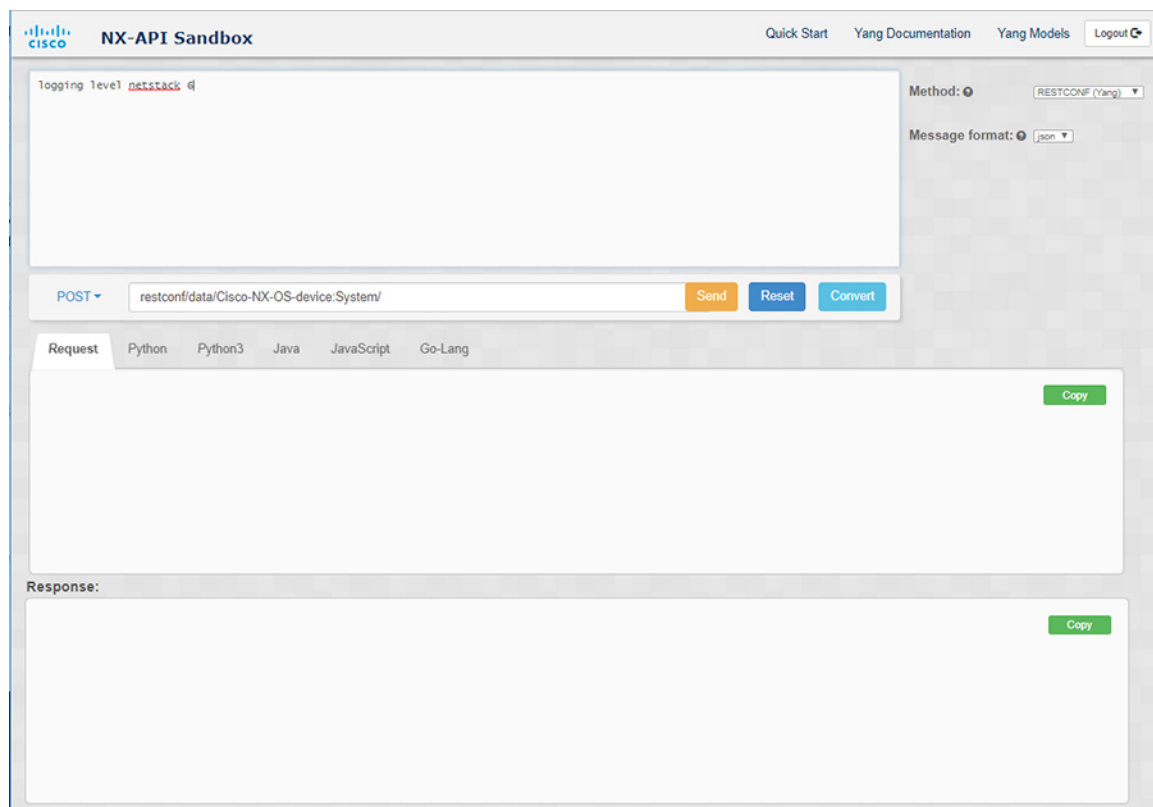 CISCO NX-API Sandbox Quick Start Yang Documentation Yang Models Logout
logging level netstack 6
Method: RESTCONF (Yang)
Message format: json
POST restconf/data/Cisco-NX-OS-device:System/ Send Reset Convert
Request Python Python3 Java JavaScript Go-Lang
Copy
Response:
Copy